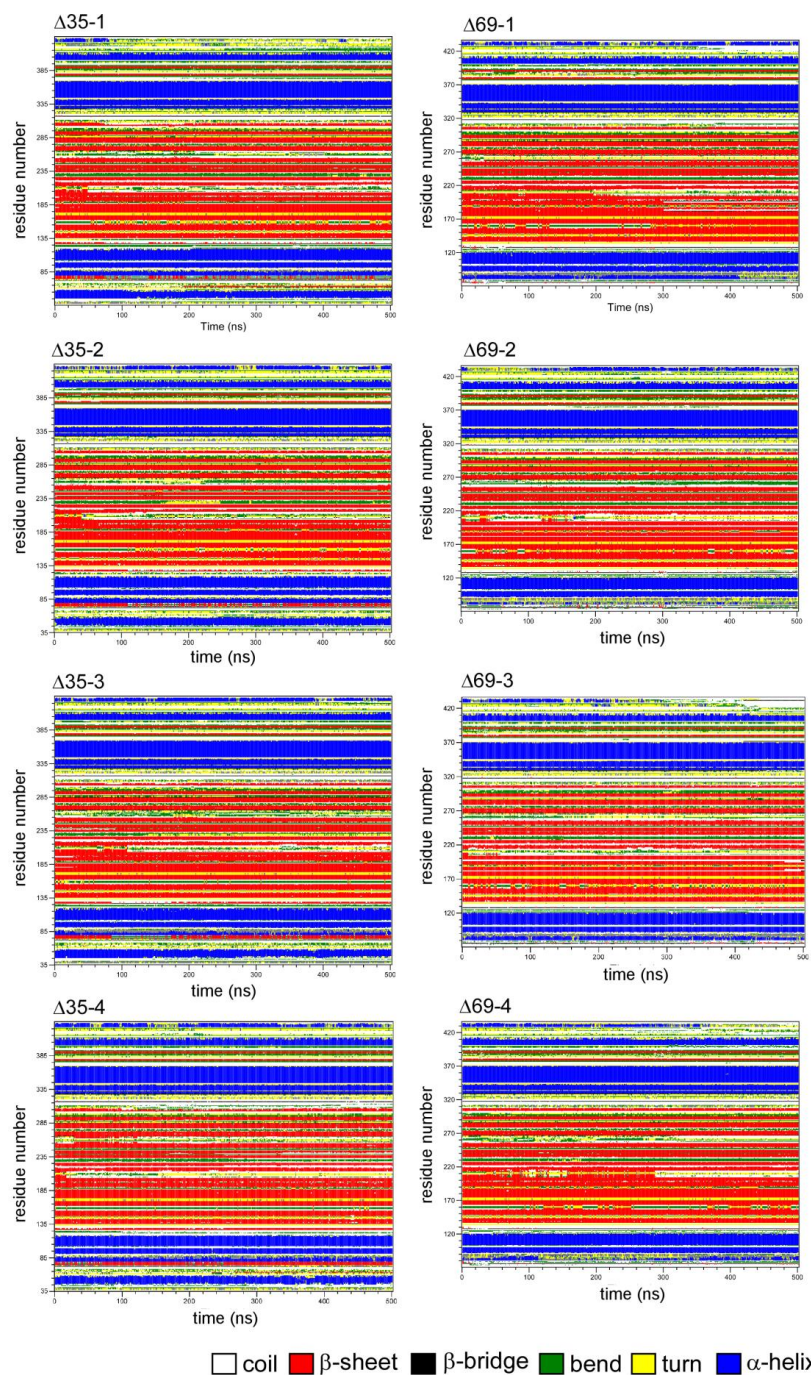 Δ35-1
residue number
385
335
285
235
185
135
85
0 100 200 300 400 500
Time (ns)
Δ69-1
residue number
420
370
320
270
220
170
120
0 100 200 300 400 500
Time (ns)
Δ35-2
residue number
385
335
285
235
185
135
85
35
0 100 200 300 400 500
time (ns)
Δ69-2
residue number
420
370
320
270
220
170
120
0 100 200 300 400 500
time (ns)
Δ35-3
residue number
385
335
285
235
185
135
85
35
0 100 200 300 400 500
time (ns)
Δ69-3
residue number
420
370
320
270
220
170
120
0 100 200 300 400 500
time (ns)
Δ35-4
residue number
385
335
285
235
185
135
85
35
0 100 200 300 400 500
time (ns)
Δ69-4
residue number
420
370
320
270
220
170
120
0 100 200 300 400 500
time (ns)
coil β-sheet β-bridge bend turn α-helix